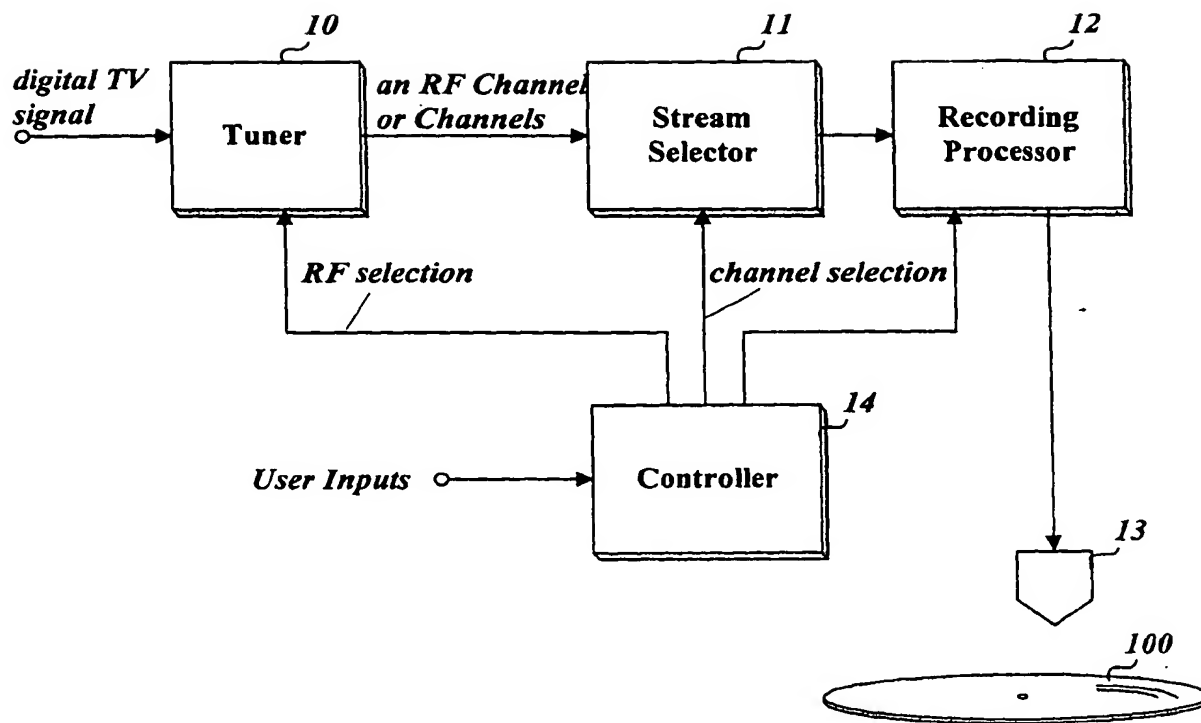 10
11
12
digital TV
signal
Tuner
an RF Channel
or Channels
Stream
Selector
Recording
Processor
RF selection
channel selection
14
User Inputs
Controller
13
100